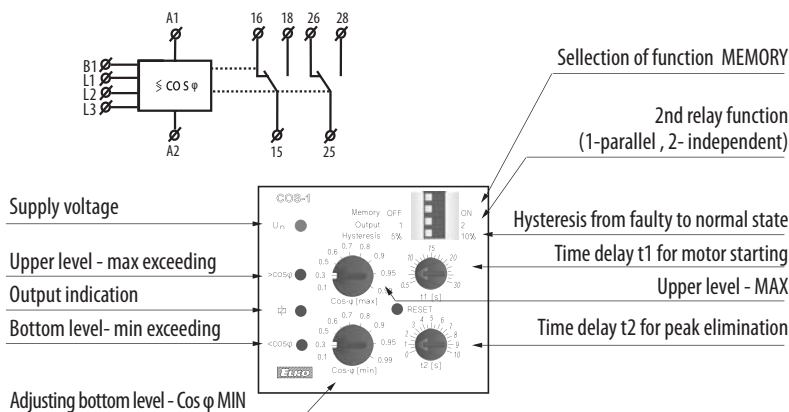 A1 16 18 26 28
B1
L1
L2
L3
≶ COS φ
A2 15 25
Sellection of function MEMORY
2nd relay function
(1-parallel , 2- independent)
Hysteresis from faulty to normal state
Time delay t1 for motor starting
Upper level - MAX
Time delay t2 for peak elimination
Supply voltage
Upper level - max exceeding
Output indication
Bottom level- min exceeding
Adjusting bottom level - Cos φ MIN
COS-1
Un
Memory OFF ON
Output 1 2
Hysteresis 5% 10%
>cosφ
<cosφ
0.1 0.3 0.5 0.6 0.7 0.8 0.9 0.95 0.99
Cos-φ [max]
0.5 5 10 15 20 25 30
t1 [s]
RESET
0.1 0.3 0.5 0.6 0.7 0.8 0.9 0.95 0.99
Cos-φ [min]
0 1 2 3 4 5 6 7 8 9 10
t2 [s]
ELKO